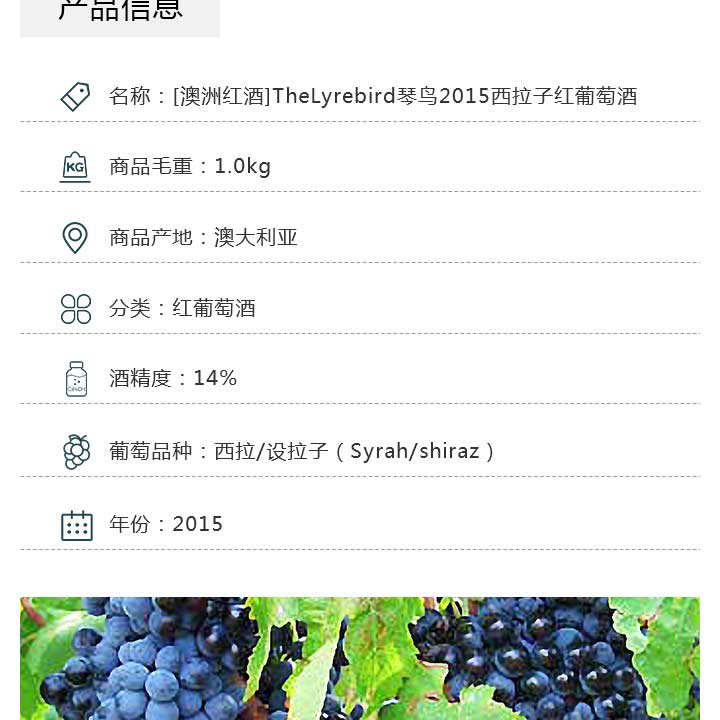 产品信息
名称：[澳洲红酒]TheLyrebird琴鸟2015西拉子红葡萄酒
KG
商品毛重：1.0kg
商品产地：澳大利亚
分类：红葡萄酒
酒精度：14%
葡萄品种：西拉/设拉子（Syrah/shiraz）
年份：2015